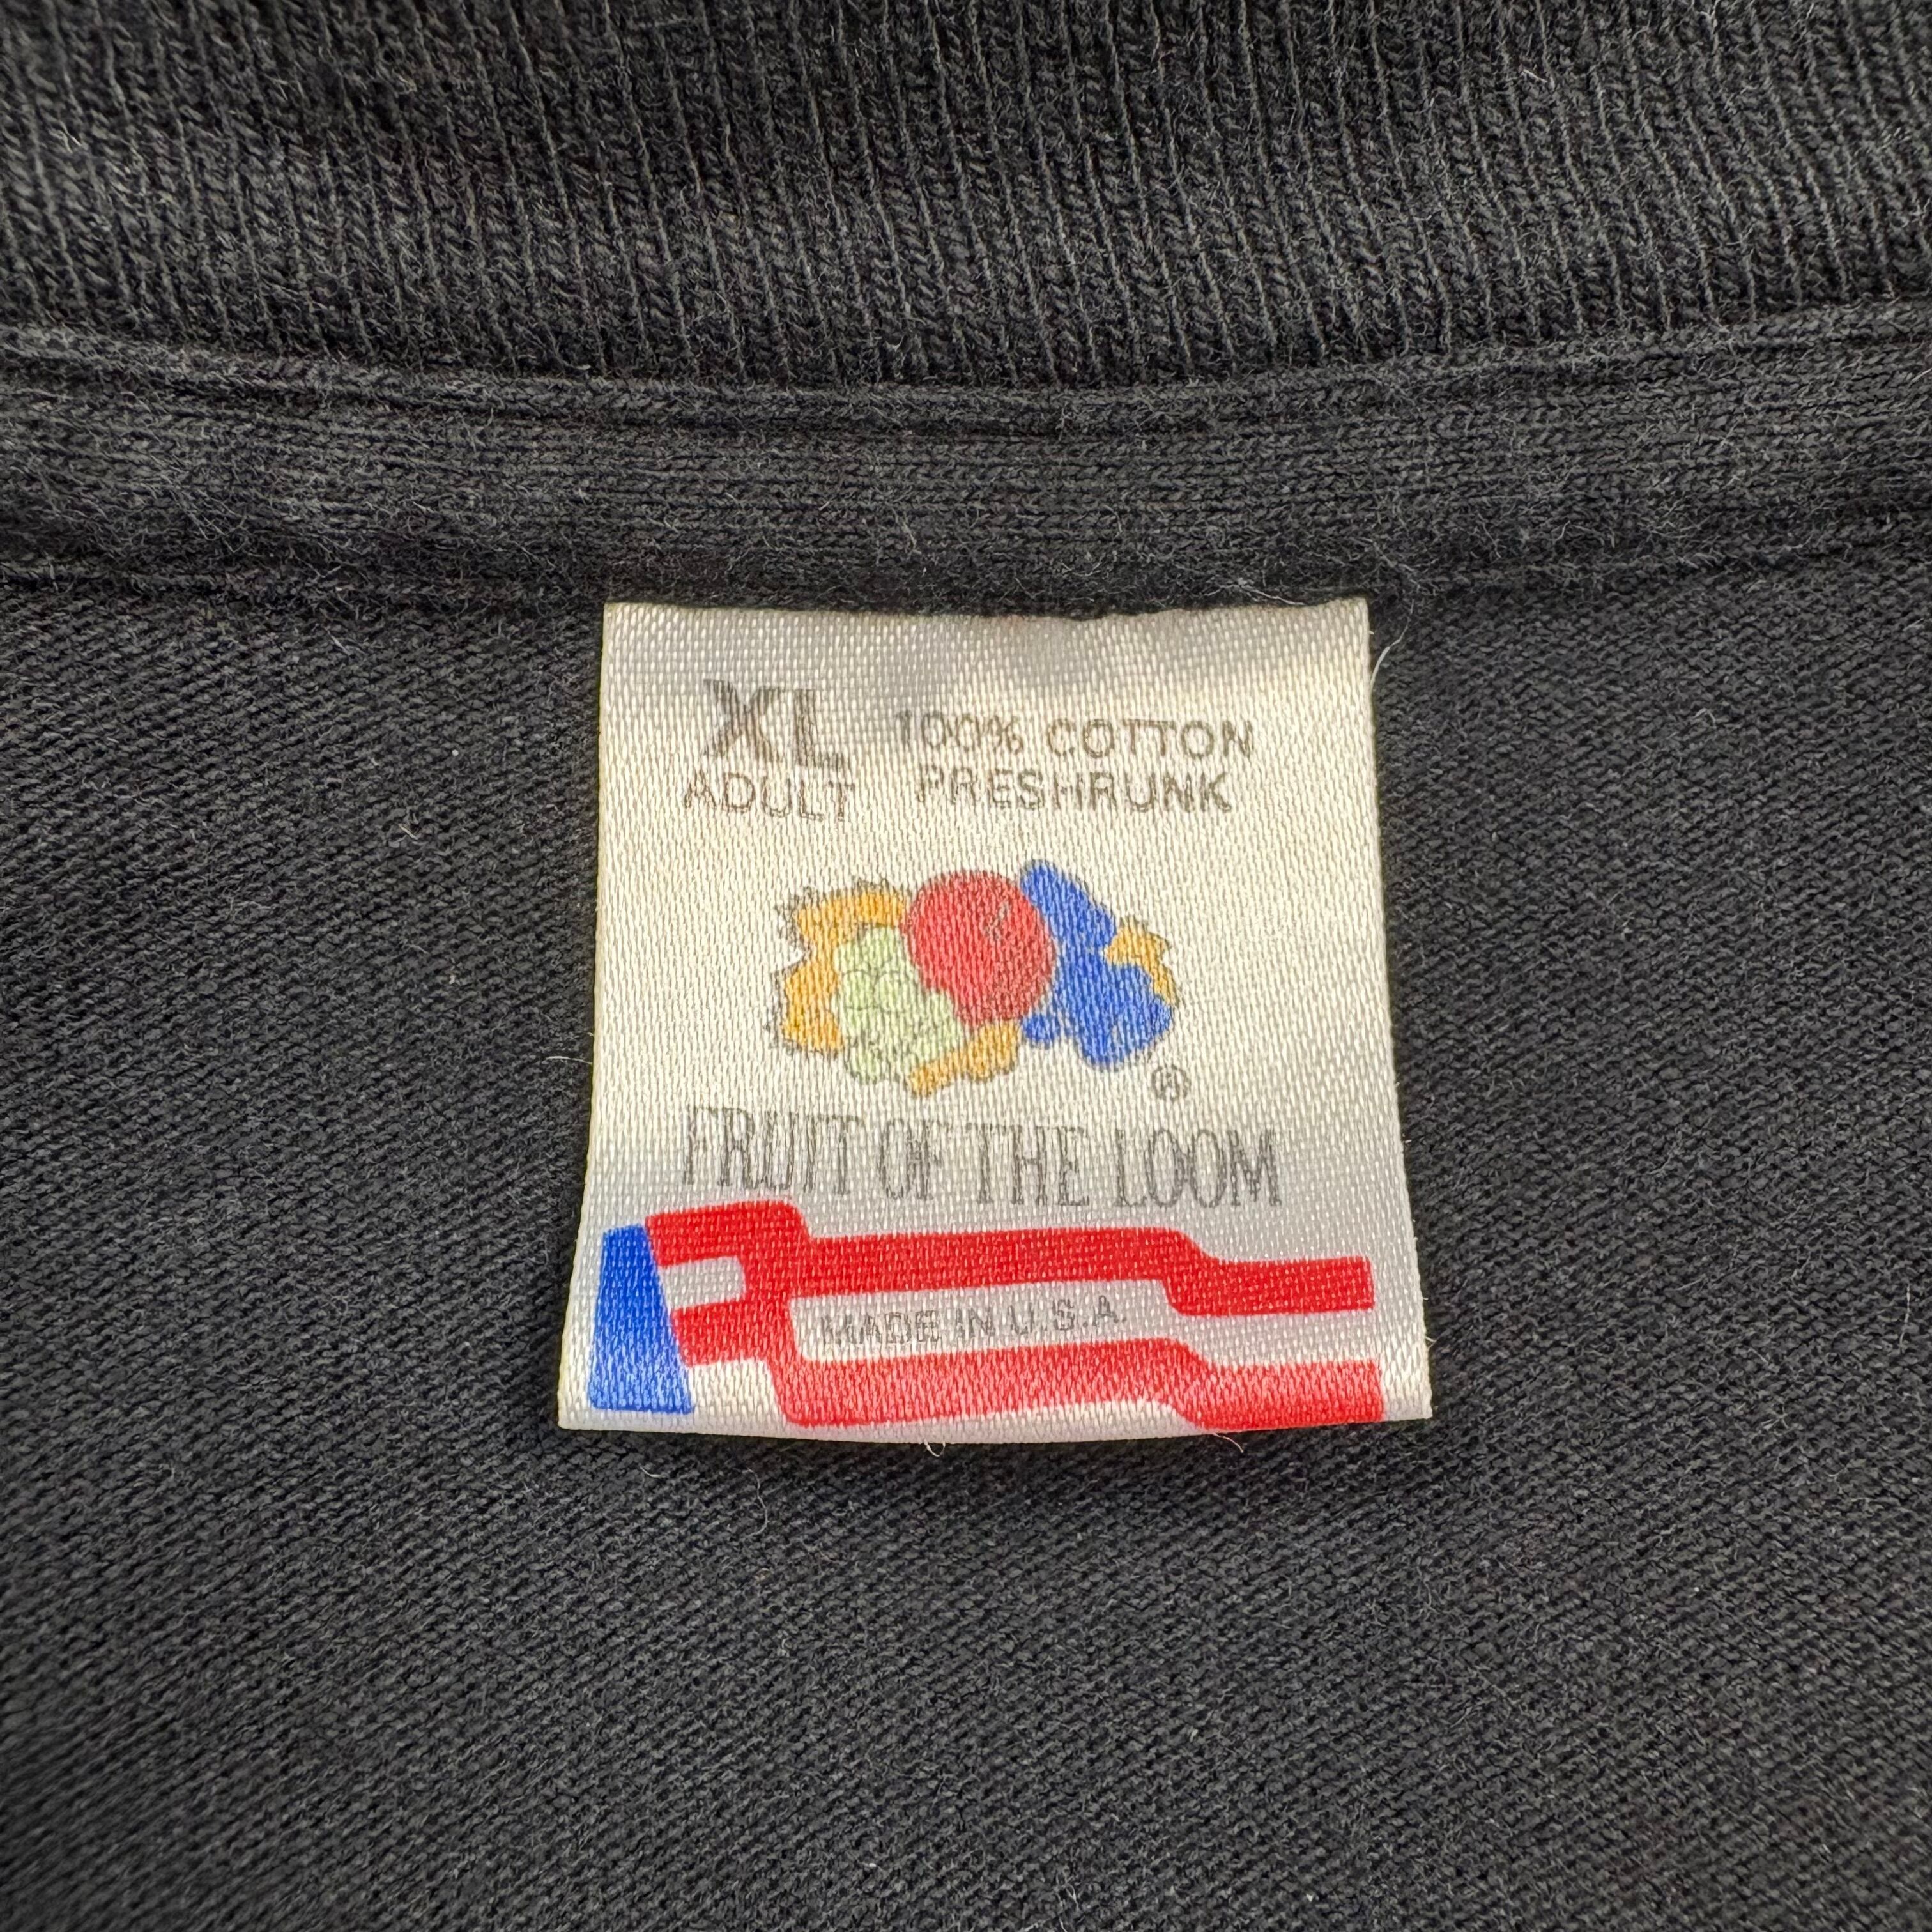 XL 100% COTTON
ADULT PRESHRUNK
®
FRUIT OF THE LOOM
MADE IN U.S.A.